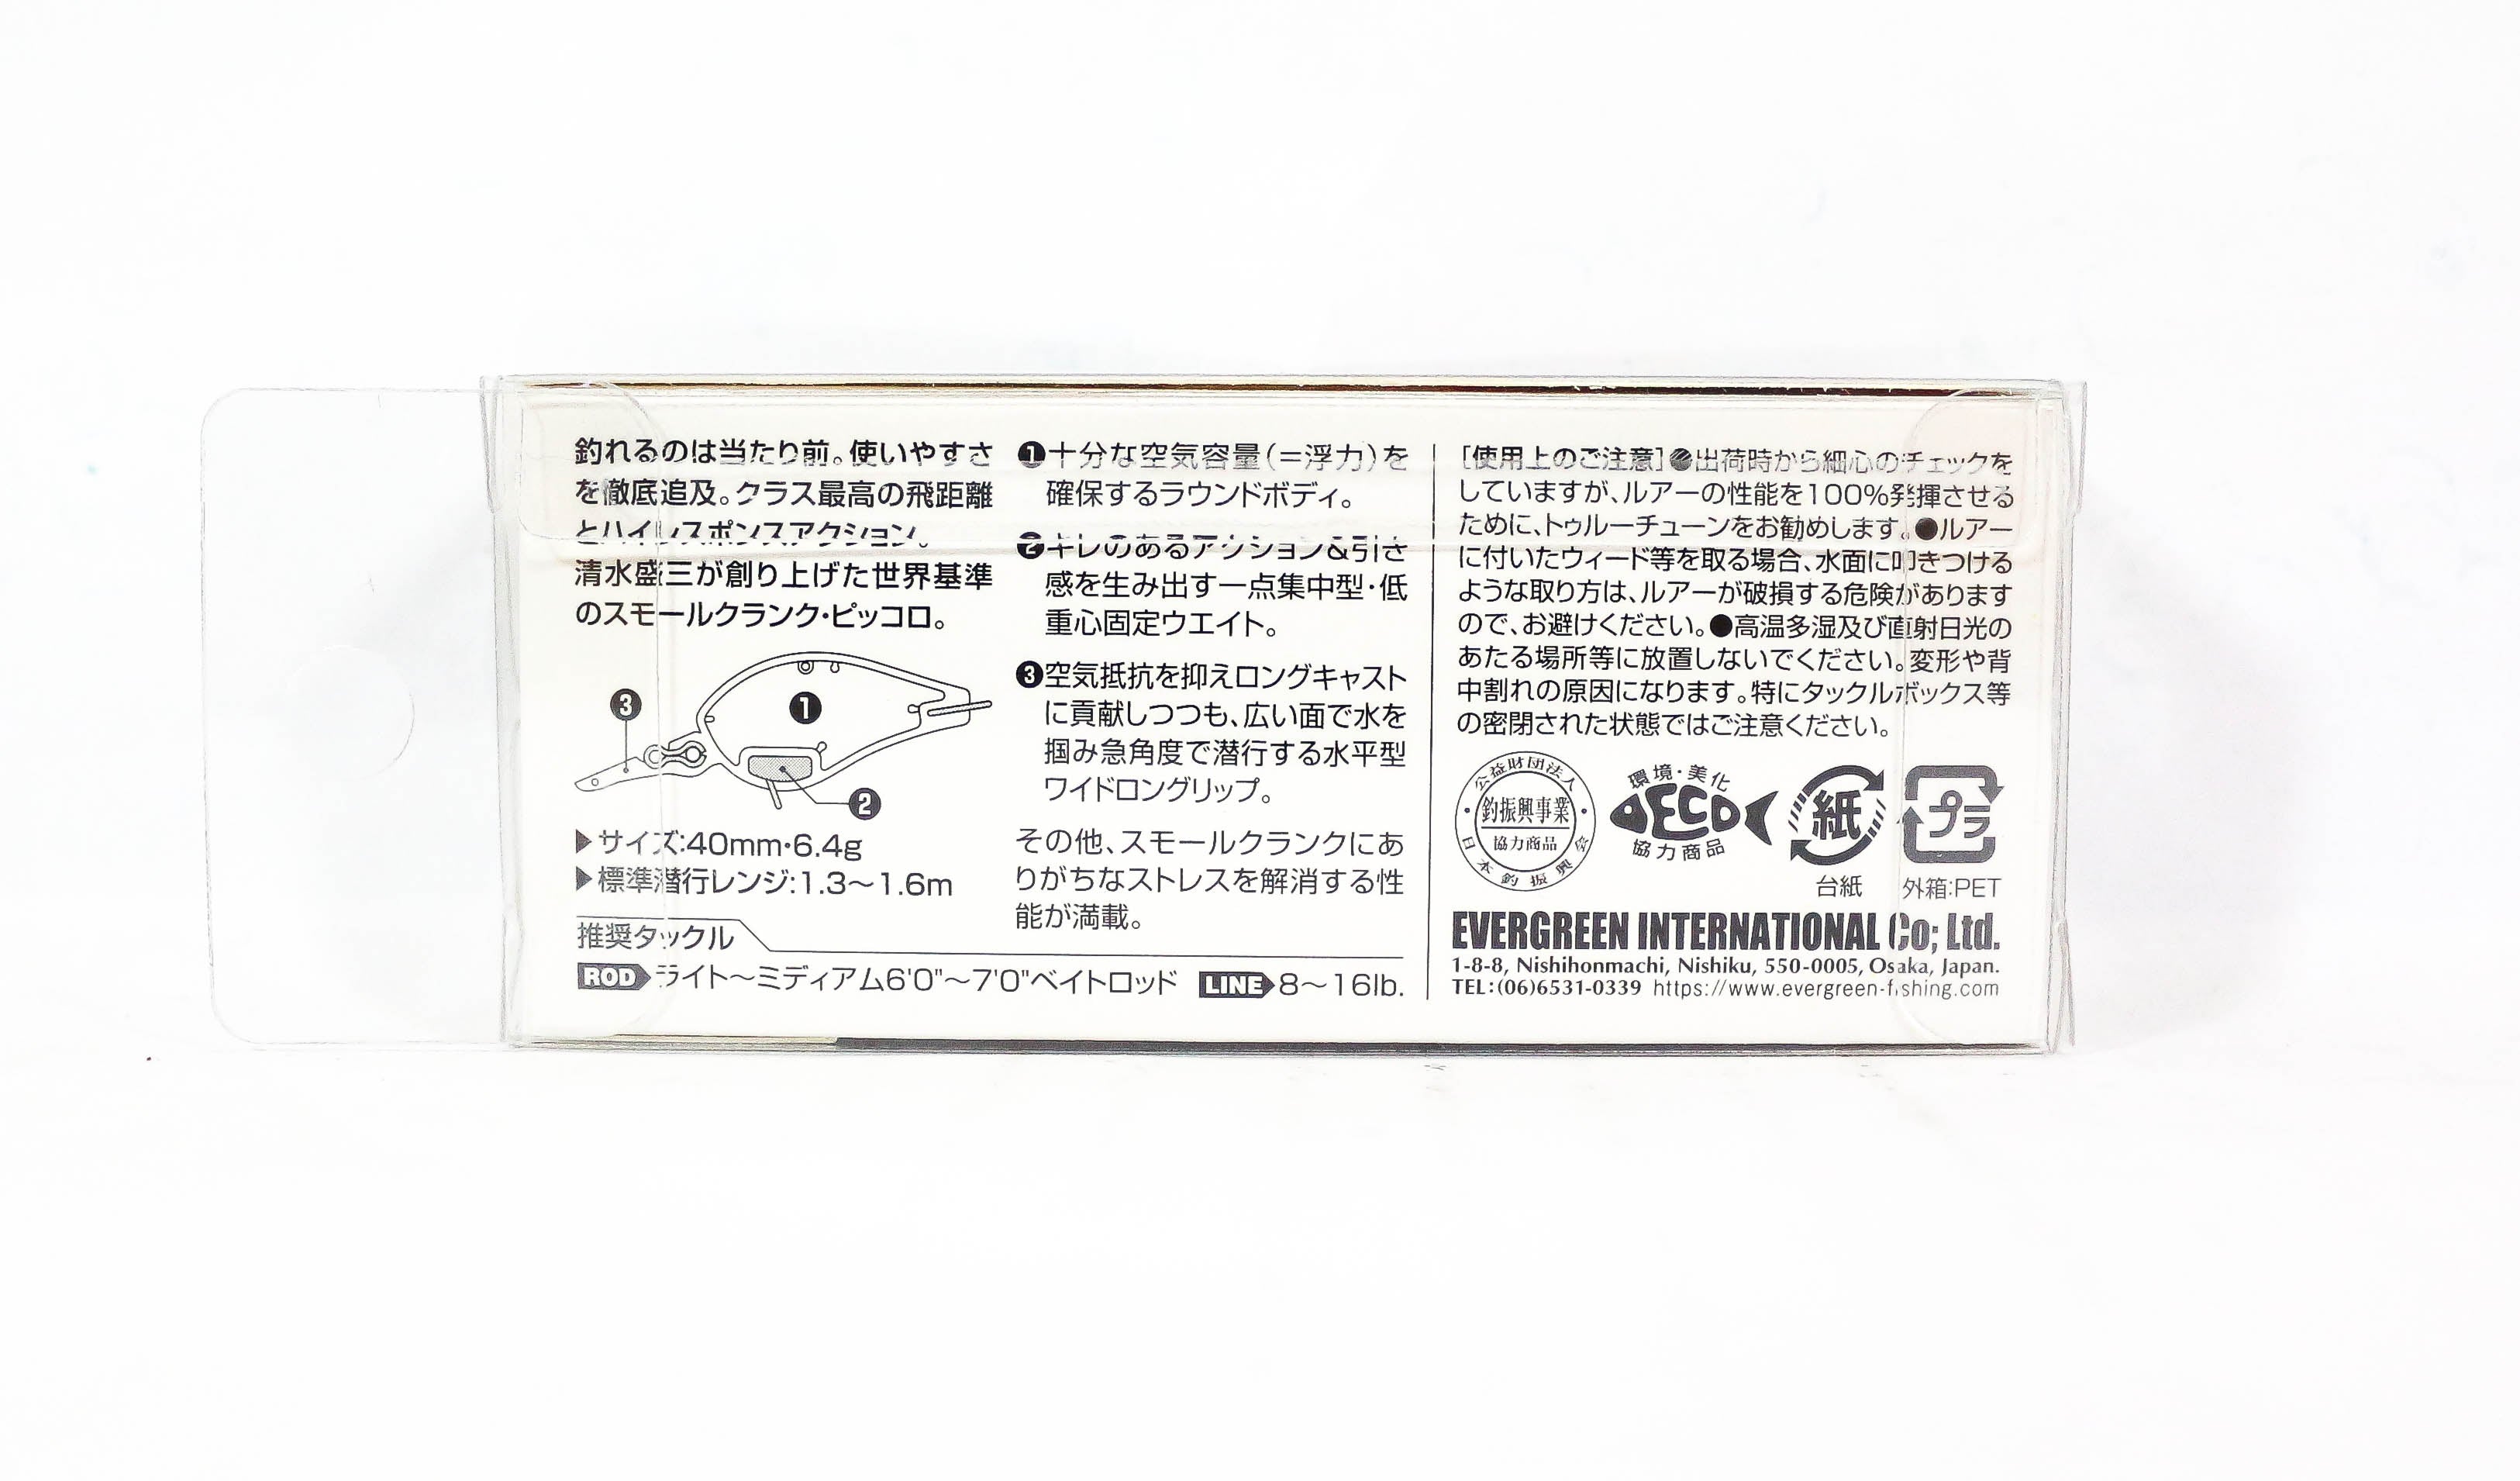 釣れるのは当たり前。使いやすさ
を徹底追及。クラス最高の飛距離
とハイレスポンスアクション。
清水盛三が創り上げた世界基準
のスモールクランク・ピッコロ。
❸
❶
❷
▶サイズ:40mm・6.4g
▶標準潜行レンジ:1.3〜1.6m
❶十分な空気容量(=浮力)を
確保するラウンドボディ。
❷キレのあるアクション&引き
感を生み出す一点集中型・低
重心固定ウエイト。
❸空気抵抗を抑えロングキャスト
に貢献しつつも、広い面で水を
掴み急角度で潜行する水平型
ワイドロングリップ。
その他、スモールクランクにあ
りがちなストレスを解消する性
能が満載。
推奨タックル
ROD ライト〜ミディアム6'0"〜7'0"ベイトロッド LINE 8〜16lb.
[使用上のご注意]●出荷時から細心のチェックを
していますが、ルアーの性能を100%発揮させる
ために、トゥルーチューンをお勧めします。●ルアー
に付いたウィード等を取る場合、水面に叩きつける
ような取り方は、ルアーが破損する危険があります
ので、お避けください。●高温多湿及び直射日光の
あたる場所等に放置しないでください。変形や背
中割れの原因になります。特にタックルボックス等
の密閉された状態ではご注意ください。
公益財団法人
釣振興事業
協力商品
日本釣振興会
環境・美化
ECO
協力商品
紙
台紙
プラ
外箱:PET
EVERGREEN INTERNATIONAL Co; Ltd.
1-8-8, Nishihonmachi, Nishiku, 550-0005, Osaka, Japan.
TEL:(06)6531-0339 https://www.evergreen-fishing.com